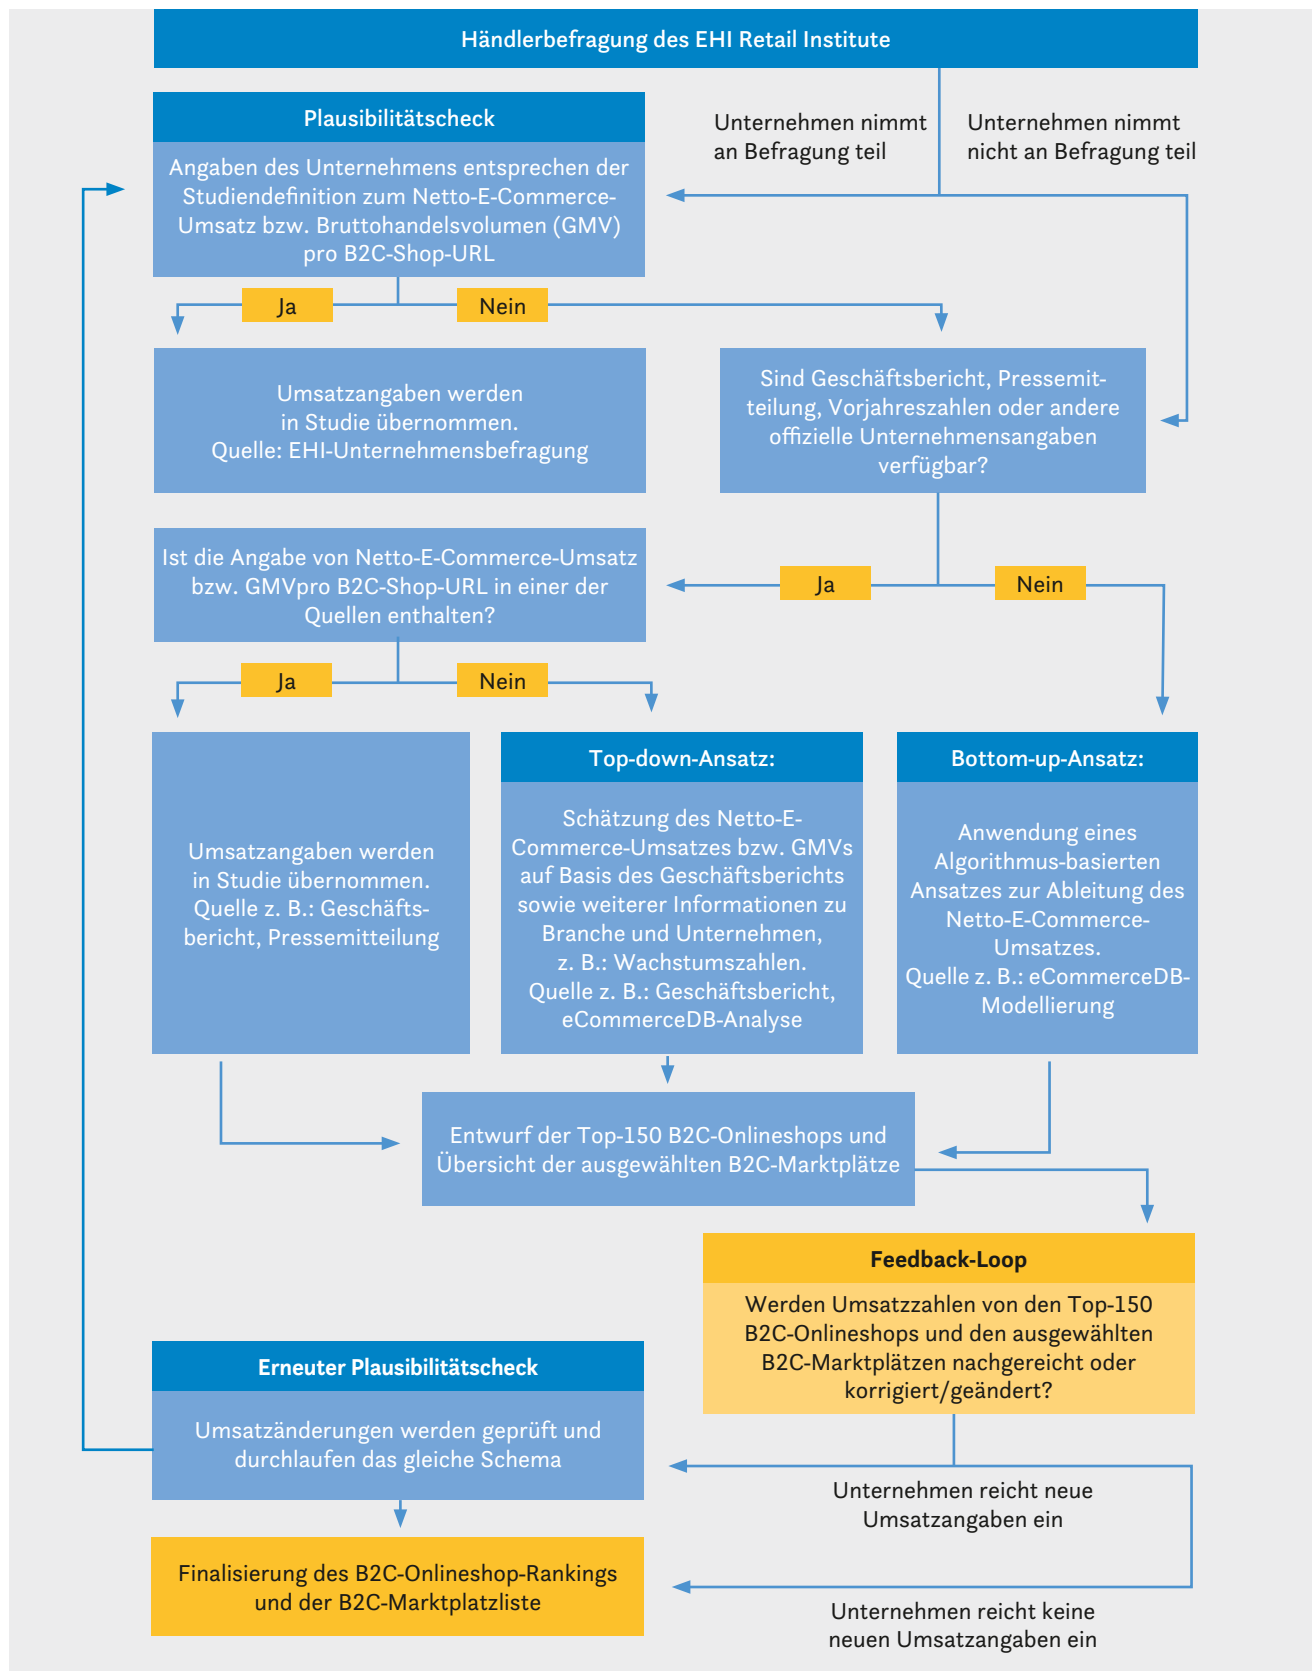 Händlerbefragung des EHI Retail Institute
Unternehmen nimmt
an Befragung teil
Unternehmen nimmt
nicht an Befragung teil
Plausibilitätscheck
Angaben des Unternehmens entsprechen der
Studiendefinition zum Netto-E-Commerce-
Umsatz bzw. Bruttohandelsvolumen (GMV)
pro B2C-Shop-URL
Ja
Nein
Umsatzangaben werden
in Studie übernommen.
Quelle: EHI-Unternehmensbefragung
Sind Geschäftsbericht, Pressemit-
teilung, Vorjahreszahlen oder andere
offizielle Unternehmensangaben
verfügbar?
Ist die Angabe von Netto-E-Commerce-Umsatz
bzw. GMVpro B2C-Shop-URL in einer der
Quellen enthalten?
Ja
Nein
Ja
Nein
Umsatzangaben werden
in Studie übernommen.
Quelle z. B.: Geschäfts-
bericht, Pressemitteilung
Top-down-Ansatz:
Schätzung des Netto-E-
Commerce-Umsatzes bzw. GMVs
auf Basis des Geschäftsberichts
sowie weiterer Informationen zu
Branche und Unternehmen,
z. B.: Wachstumszahlen.
Quelle z. B.: Geschäftsbericht,
eCommerceDB-Analyse
Bottom-up-Ansatz:
Anwendung eines
Algorithmus-basierten
Ansatzes zur Ableitung des
Netto-E-Commerce-
Umsatzes.
Quelle z. B.: eCommerceDB-
Modellierung
Entwurf der Top-150 B2C-Onlineshops und
Übersicht der ausgewählten B2C-Marktplätze
Feedback-Loop
Werden Umsatzzahlen von den Top-150
B2C-Onlineshops und den ausgewählten
B2C-Marktplätzen nachgereicht oder
korrigiert/geändert?
Erneuter Plausibilitätscheck
Umsatzänderungen werden geprüft und
durchlaufen das gleiche Schema
Unternehmen reicht neue
Umsatzangaben ein
Finalisierung des B2C-Onlineshop-Rankings
und der B2C-Marktplatzliste
Unternehmen reicht keine
neuen Umsatzangaben ein